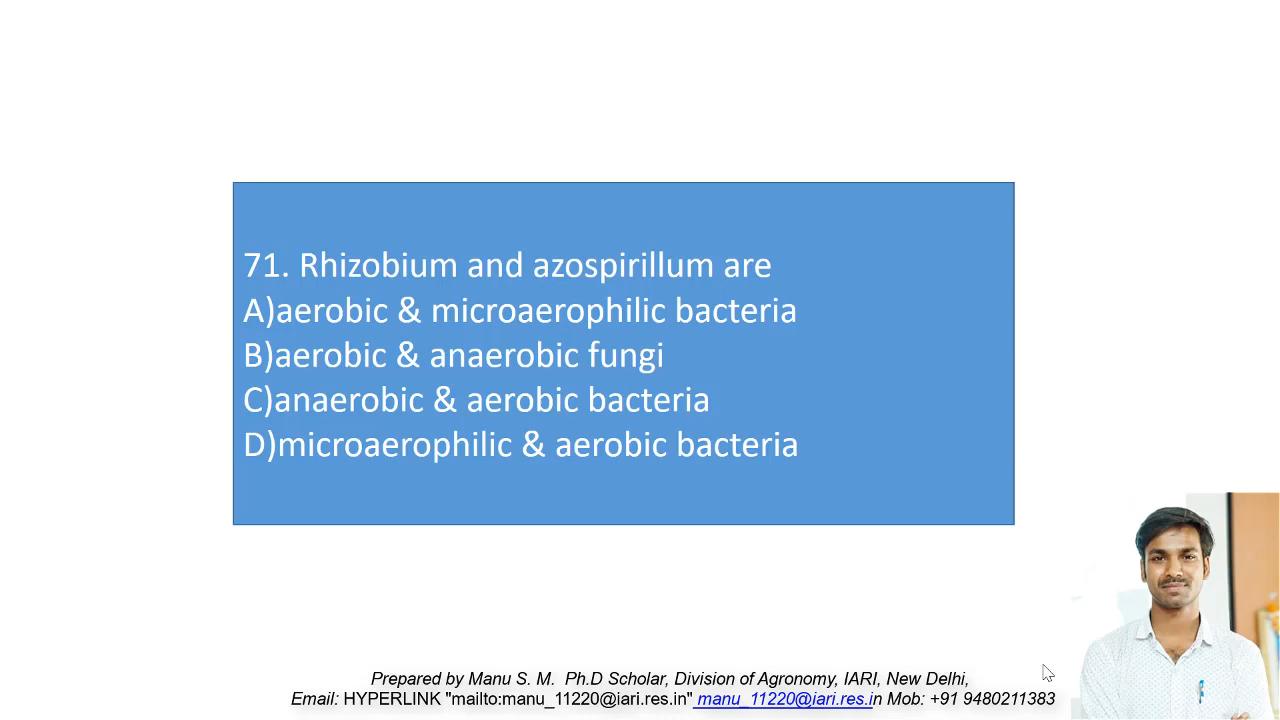 71. Rhizobium and azospirillum are
A)aerobic & microaerophilic bacteria
B)aerobic & anaerobic fungi
C)anaerobic & aerobic bacteria
D)microaerophilic & aerobic bacteria
Prepared by Manu S. M.  Ph.D Scholar, Division of Agronomy, IARI, New Delhi,
Email: HYPERLINK "mailto:manu_11220@iari.res.in" manu_11220@iari.res.in Mob: +91 9480211383